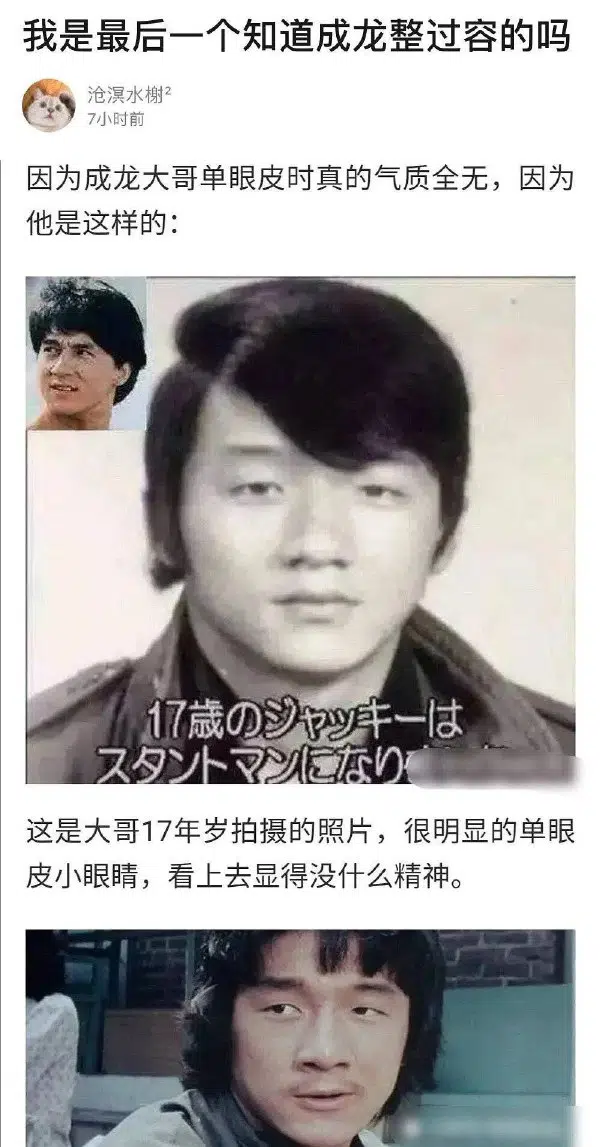 我是最后一个知道成龙整过容的吗
沧溟水榭²
7小时前
因为成龙大哥单眼皮时真的气质全无，因为
他是这样的：
17歳のジャッキーは
スタントマンになり
这是大哥17年岁拍摄的照片，很明显的单眼
皮小眼睛，看上去显得没什么精神。